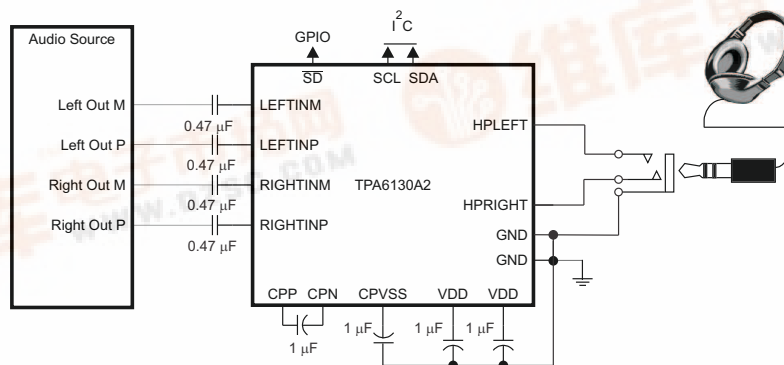 Audio Source
Left Out M
Left Out P
Right Out M
Right Out P
0.47 μF
0.47 μF
0.47 μF
0.47 μF
GPIO
SD
I²C
SCL SDA
LEFTINM
LEFTINP
RIGHTINM
RIGHTINP
TPA6130A2
HPLEFT
HPRIGHT
GND
GND
CPP CPN CPVSS VDD VDD
1 μF
1 μF
1 μF
1 μF